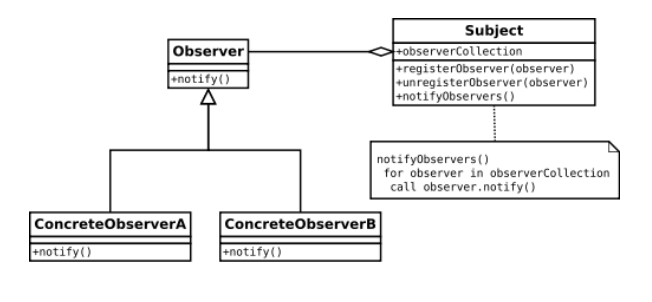 Observer
+notify()
Subject
+observerCollection
+registerObserver(observer)
+unregisterObserver(observer)
+notifyObservers()
notifyObservers()
for observer in observerCollection
call observer.notify()
ConcreteObserverA
+notify()
ConcreteObserverB
+notify()